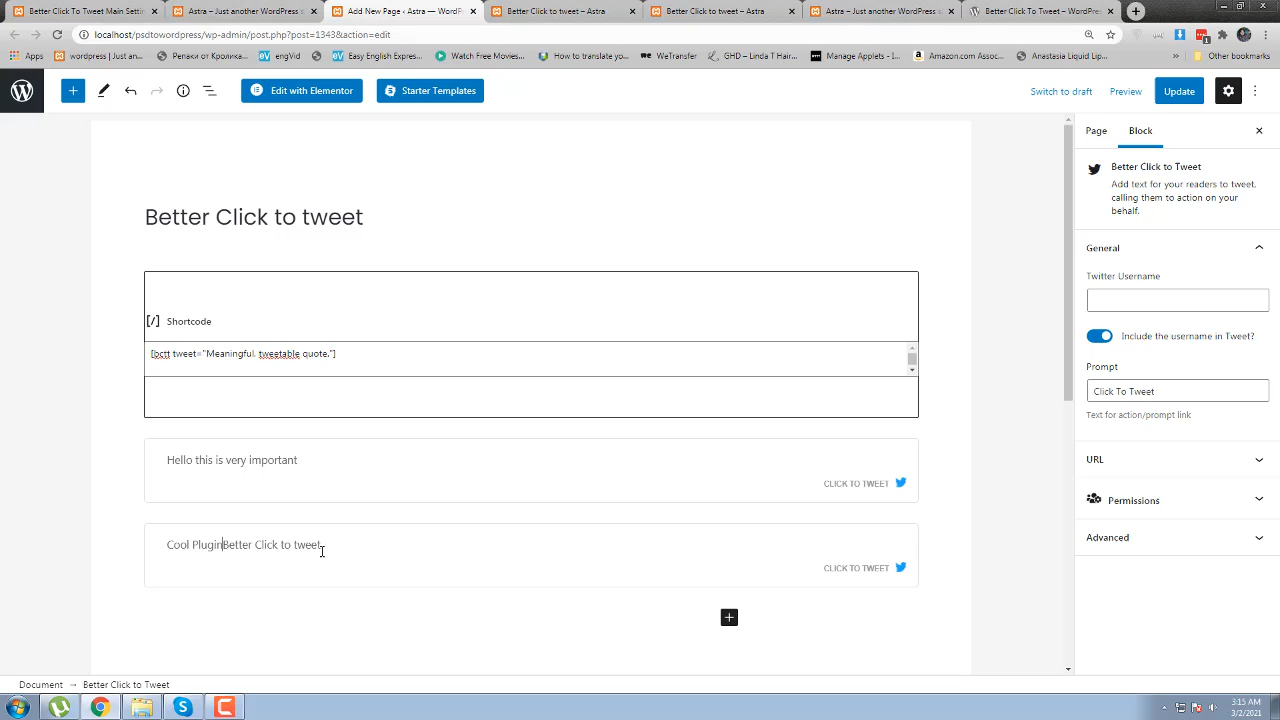 Better Click To Tweet Main Setti
Astra – Just another WordPress s
Add New Page ‹ Astra — WordP
Better Click to tweet – Astra
Better Click to tweet – Astra
Astra – Just another WordPress s
Better Click To Tweet – WordPre
localhost/psdtowordpress/wp-admin/post.php?post=1343&action=edit
Apps
wordpress | Just an...
Репаки от Королок...
engVid
Easy English Expres...
Watch Free Movies...
How to translate yo...
WeTransfer
GHD – Linda T Hair...
Manage Applets - I...
Amazon.com Assoc...
Anastasia Liquid Lip...
»
Other bookmarks
Edit with Elementor
Starter Templates
Switch to draft
Preview
Update
Page
Block
Better Click to Tweet
Add text for your readers to tweet,
calling them to action on your
behalf.
Better Click to tweet
General
Twitter Username
[/] Shortcode
Include the username in Tweet?
[bctt tweet="Meaningful, tweetable quote."]
Prompt
Click To Tweet
Text for action/prompt link
Hello this is very important
CLICK TO TWEET
URL
Permissions
Cool PluginBetter Click to tweet
CLICK TO TWEET
Advanced
Document → Better Click to Tweet
3:15 AM
3/2/2021